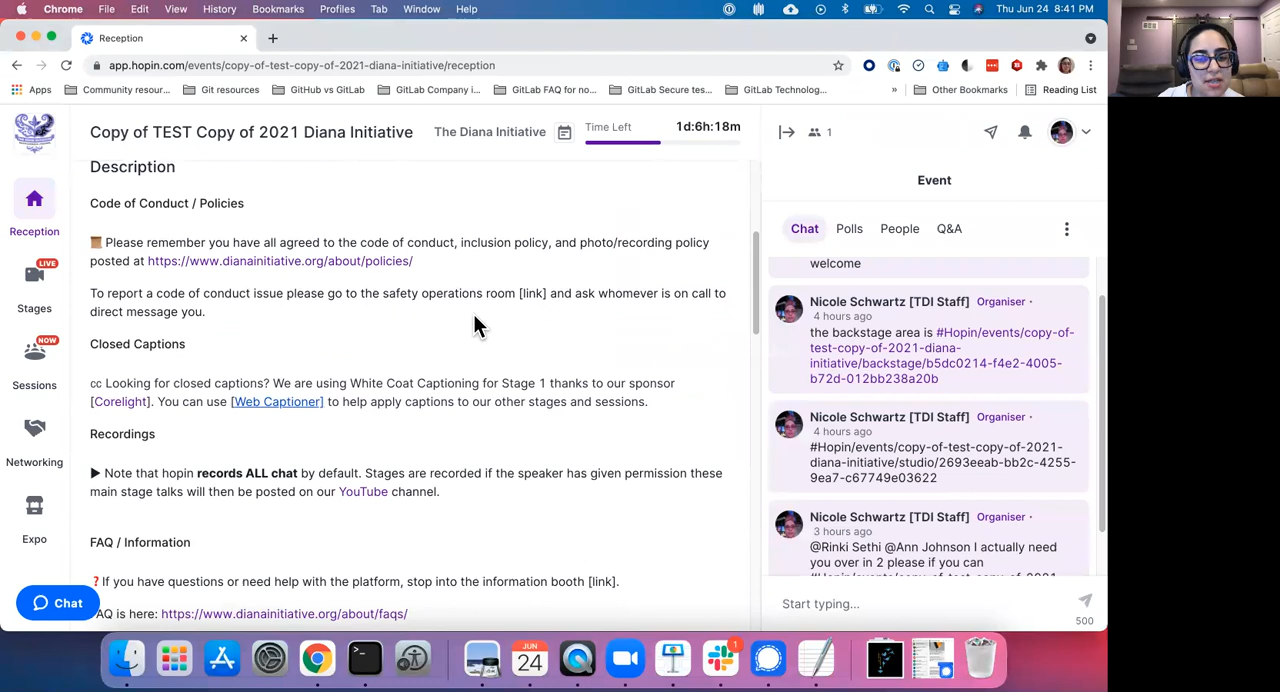 Chrome File Edit View History Bookmarks Profiles Tab Window Help
Thu Jun 24 8:41 PM
Reception
app.hopin.com/events/copy-of-test-copy-of-2021-diana-initiative/reception
Apps Community resour... Git resources GitHub vs GitLab GitLab Company i... GitLab FAQ for no... GitLab Secure tes... GitLab Technolog... » Other Bookmarks Reading List
Copy of TEST Copy of 2021 Diana Initiative
The Diana Initiative
Time Left 1d:6h:18m
Reception
LIVE
Stages
NOW
Sessions
Networking
Expo
Chat
Description
Code of Conduct / Policies
Please remember you have all agreed to the code of conduct, inclusion policy, and photo/recording policy
posted at https://www.dianainitiative.org/about/policies/
To report a code of conduct issue please go to the safety operations room [link] and ask whomever is on call to
direct message you.
Closed Captions
cc Looking for closed captions? We are using White Coat Captioning for Stage 1 thanks to our sponsor
[Corelight]. You can use [Web Captioner] to help apply captions to our other stages and sessions.
Recordings
▶ Note that hopin records ALL chat by default. Stages are recorded if the speaker has given permission these
main stage talks will then be posted on our YouTube channel.
FAQ / Information
❓If you have questions or need help with the platform, stop into the information booth [link].
AQ is here: https://www.dianainitiative.org/about/faqs/
1
Event
Chat Polls People Q&A
welcome
Nicole Schwartz [TDI Staff] Organiser ·
4 hours ago
the backstage area is #Hopin/events/copy-of-
test-copy-of-2021-diana-
initiative/backstage/b5dc0214-f4e2-4005-
b72d-012bb238a20b
Nicole Schwartz [TDI Staff] Organiser ·
4 hours ago
#Hopin/events/copy-of-test-copy-of-2021-
diana-initiative/studio/2693eeab-bb2c-4255-
9ea7-c67749e03622
Nicole Schwartz [TDI Staff] Organiser ·
3 hours ago
@Rinki Sethi @Ann Johnson I actually need
you over in 2 please if you can
#Hopin/events/copy-of-test-copy-of-2021-
Start typing...
500
JUN
24
1